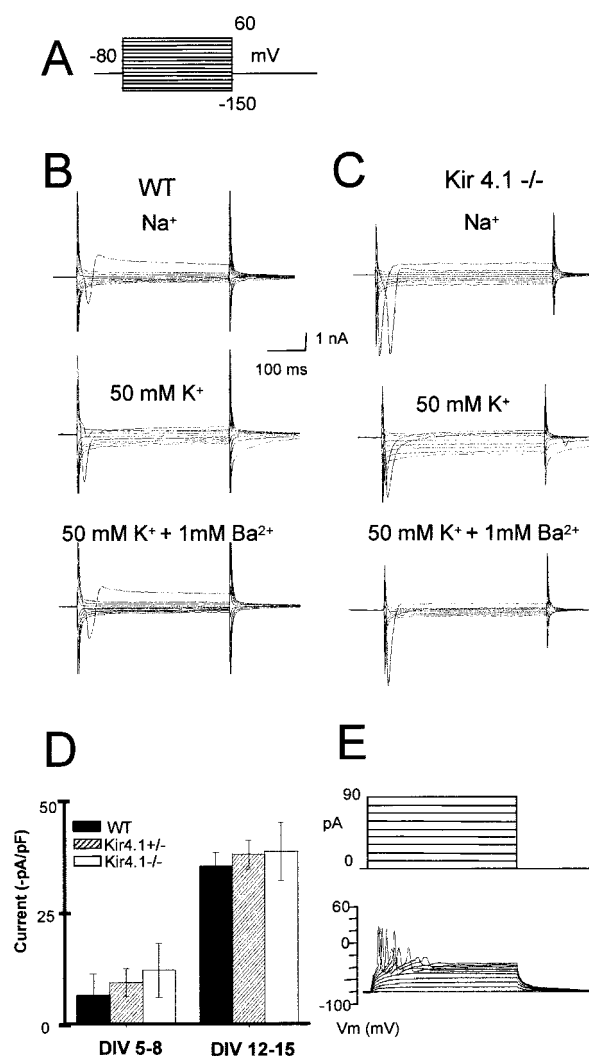 A
60
-80
mV
-150
B
C
WT
Kir 4.1 -/-
Na⁺
Na⁺
1 nA
100 ms
50 mM K⁺
50 mM K⁺
50 mM K⁺ + 1mM Ba²⁺
50 mM K⁺ + 1mM Ba²⁺
D
E
50
25
0
Current (-pA/pF)
WT
Kir4.1+/-
Kir4.1-/-
DIV 5-8
DIV 12-15
90
pA
0
60
0
-100
Vm (mV)